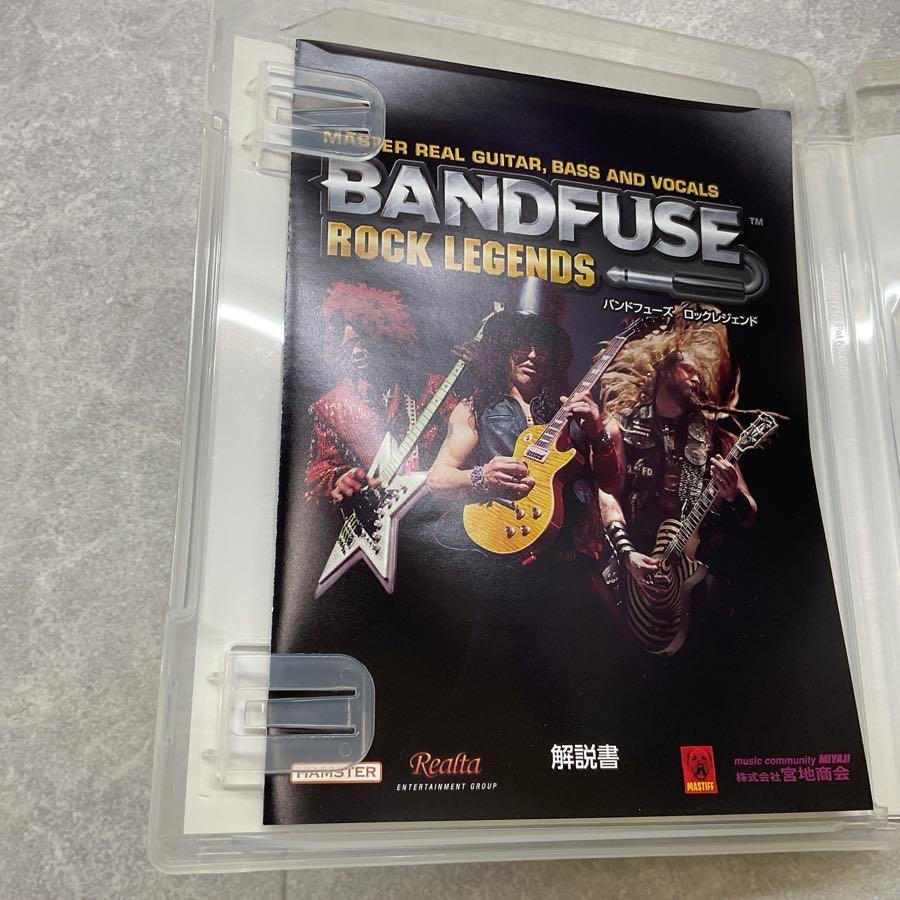 MASTER REAL GUITAR, BASS AND VOCALS
BANDFUSE™
ROCK LEGENDS
バンドフューズ ロックレジェンド
HAMSTER
Realta
ENTERTAINMENT GROUP
解説書
MASTIFF
music community MIYAJI
株式会社宮地商会